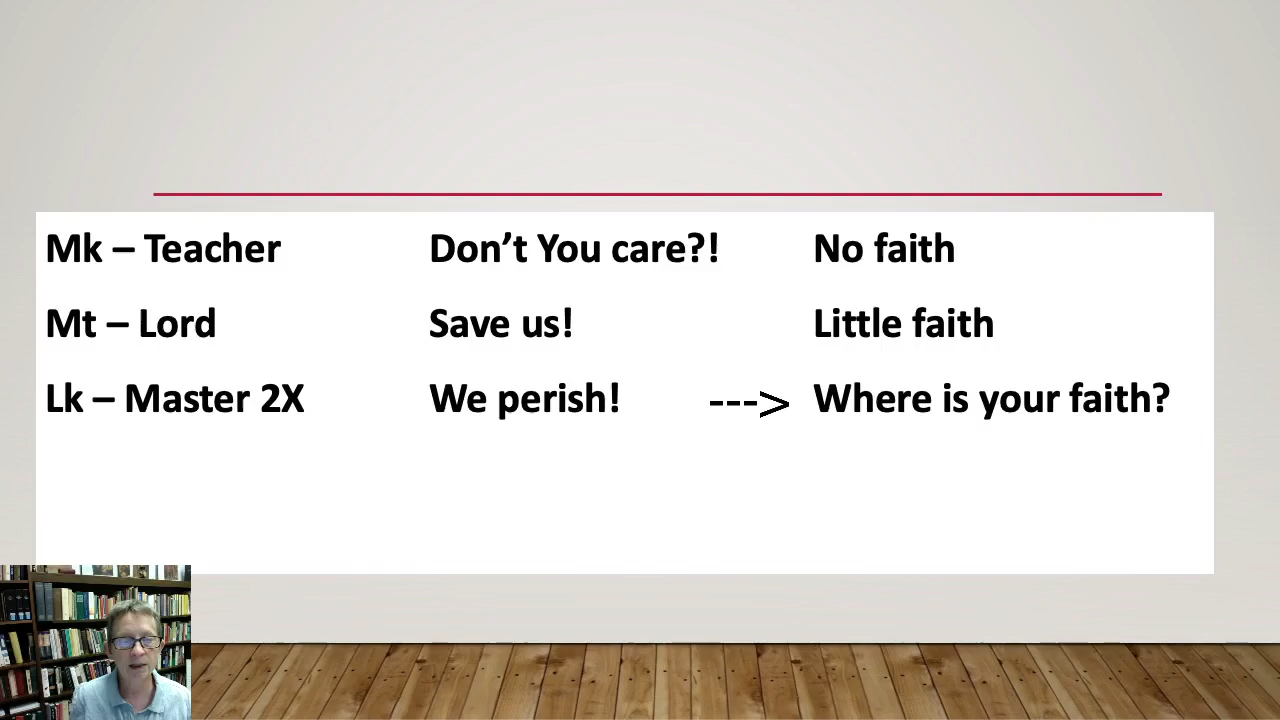 Mk – Teacher Don’t You care?! No faith
Mt – Lord Save us! Little faith
Lk – Master 2X We perish! ---> Where is your faith?